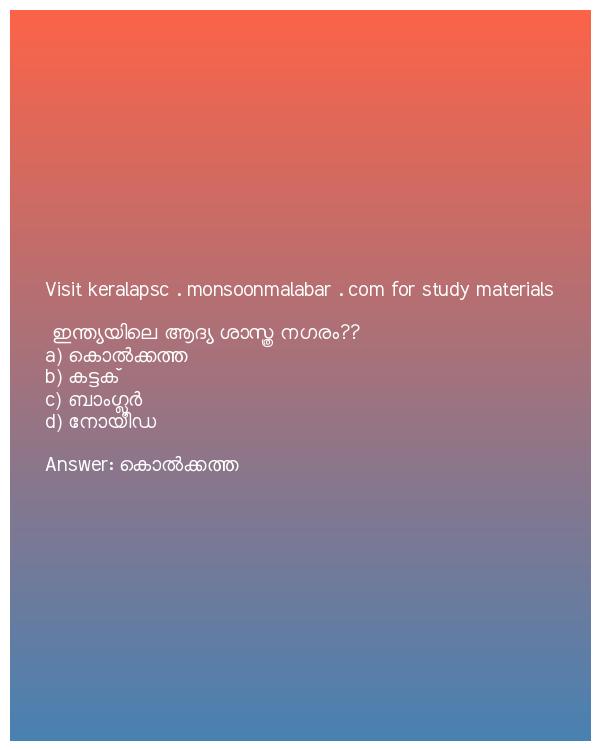 Visit keralapsc . monsoonmalabar . com for study materials
ഇന്ത്യയിലെ ആദ്യ ശാസ്ത്ര നഗരം??
a) കൊൽക്കത്ത
b) കട്ടക്
c) ബാംഗ്ലൂർ
d) നോയിഡ
Answer: കൊൽക്കത്ത